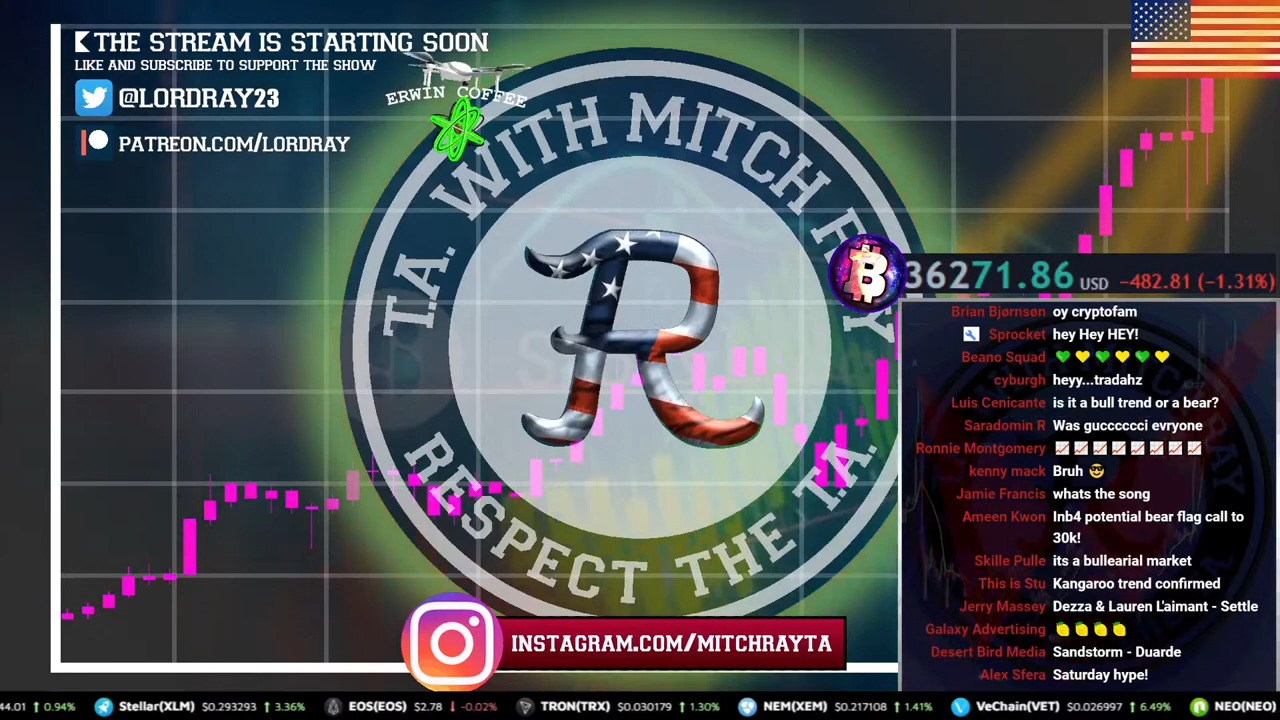 THE STREAM IS STARTING SOON
LIKE AND SUBSCRIBE TO SUPPORT THE SHOW
@LORDRAY23
PATREON.COM/LORDRAY
ERWIN COFFEE
T.A. WITH MITCH RAY
R
RESPECT THE T.A.
36271.86 USD -482.81 (-1.31%)
Brian Bjørnsøn oy cryptofam
Sprocket hey Hey HEY!
Beano Squad 💚 💛 💚 💛 💚 💛
cyburgh heyy...tradahz
Luis Cenicante is it a bull trend or a bear?
Saradomin R Was gucccccci evryone
Ronnie Montgomery 📈 📈 📈 📈 📈 📈 📈 📈
kenny mack Bruh 😎
Jamie Francis whats the song
Ameen Kwon Inb4 potential bear flag call to
30k!
Skille Pulle its a bullearial market
This is Stu Kangaroo trend confirmed
Jerry Massey Dezza & Lauren L'aimant - Settle
Galaxy Advertising 🍋 🍋 🍋 🍋
Desert Bird Media Sandstorm - Duarde
Alex Sfera Saturday hype!
INSTAGRAM.COM/MITCHRAYTA
44.01 ↑ 0.94% Stellar(XLM) $0.293293 ↑ 3.36% EOS(EOS) $2.78 ↓ -0.02% TRON(TRX) $0.030179 ↑ 1.30% NEM(XEM) $0.217108 ↑ 1.41% VeChain(VET) $0.026997 ↑ 6.49% NEO(NEO)